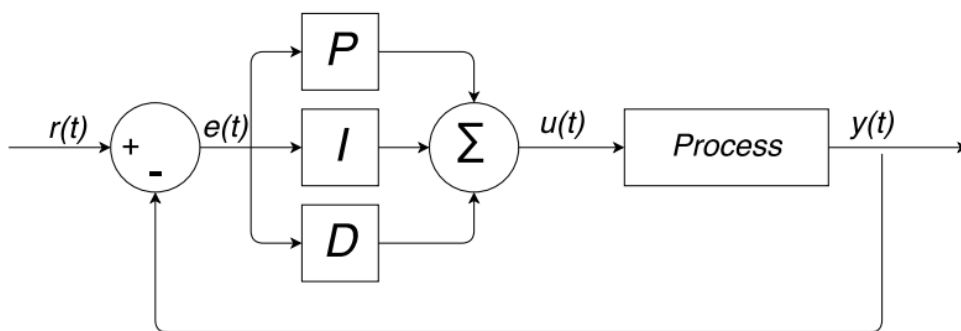 P
r(t)
+
-
e(t)
I
Σ
u(t)
Process
y(t)
D